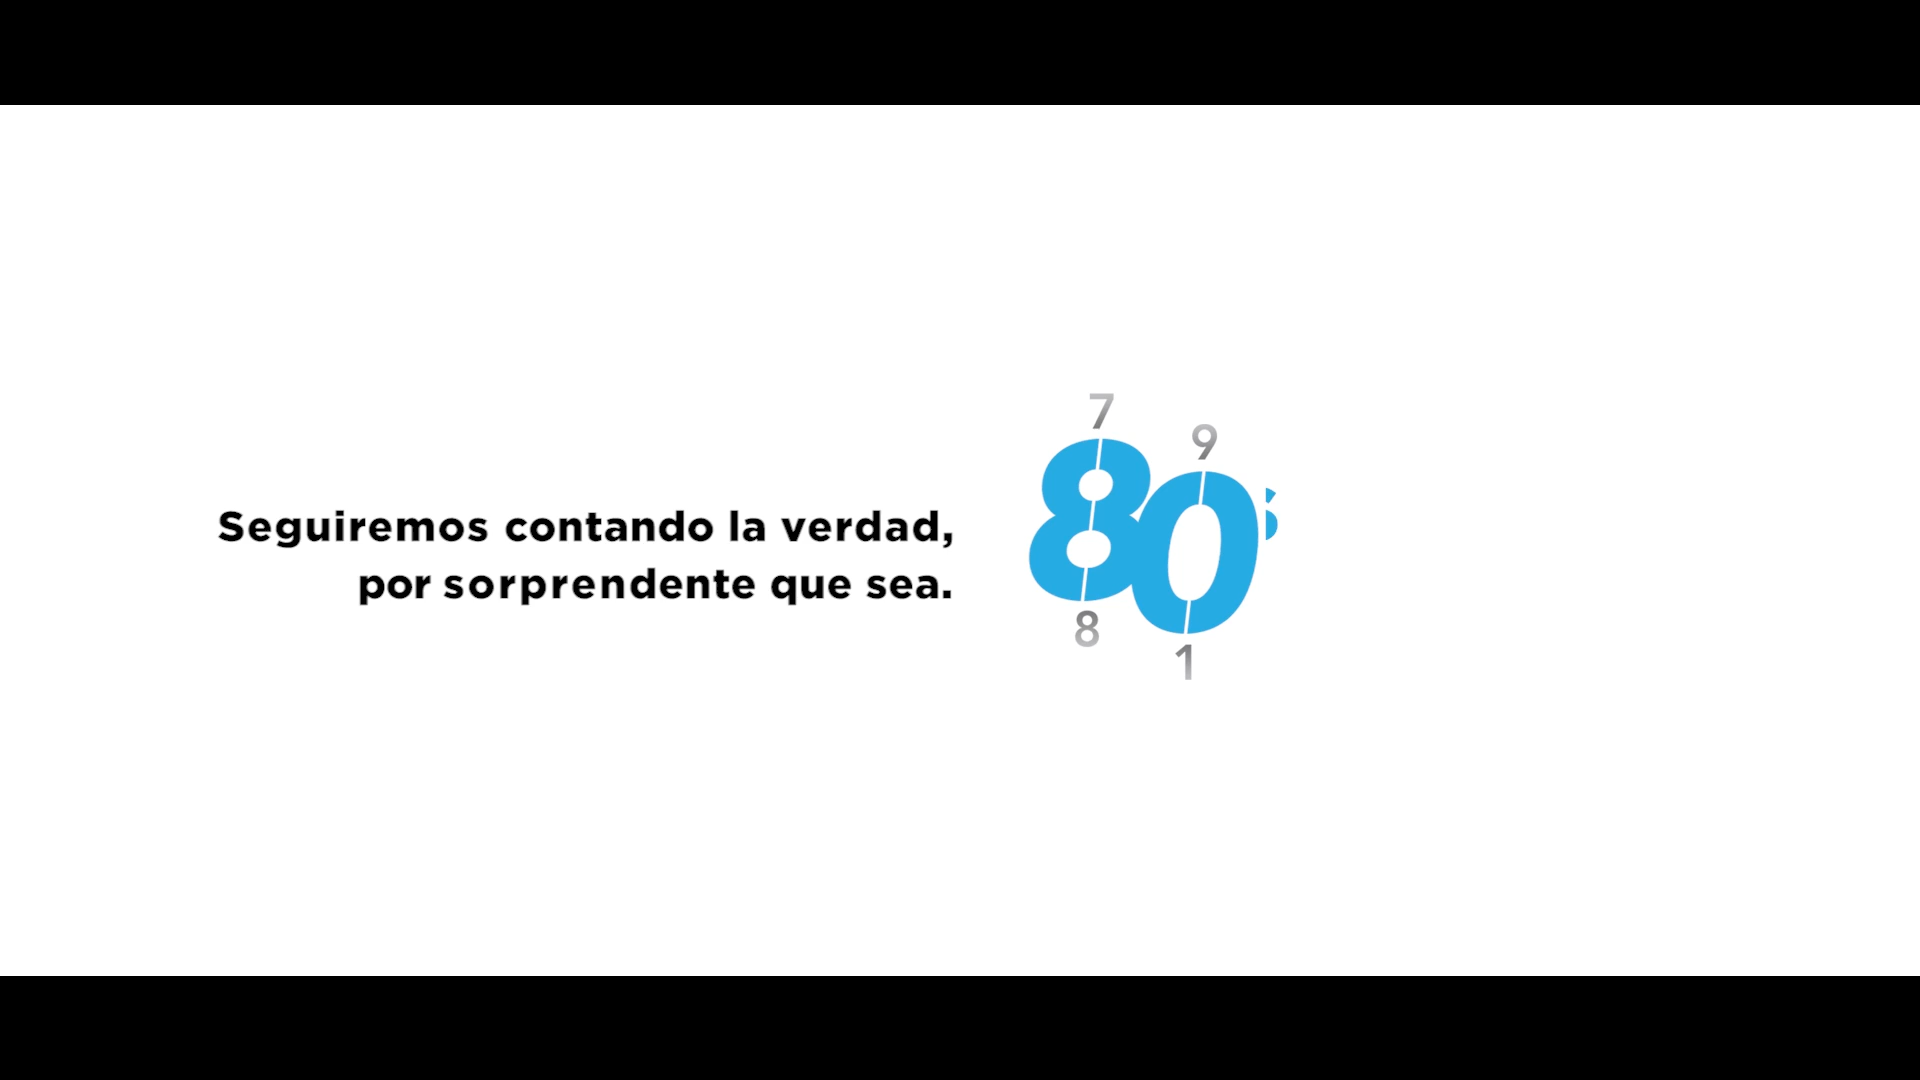 Seguiremos contando la verdad,
por sorprendente que sea.
7
9
80
8
1